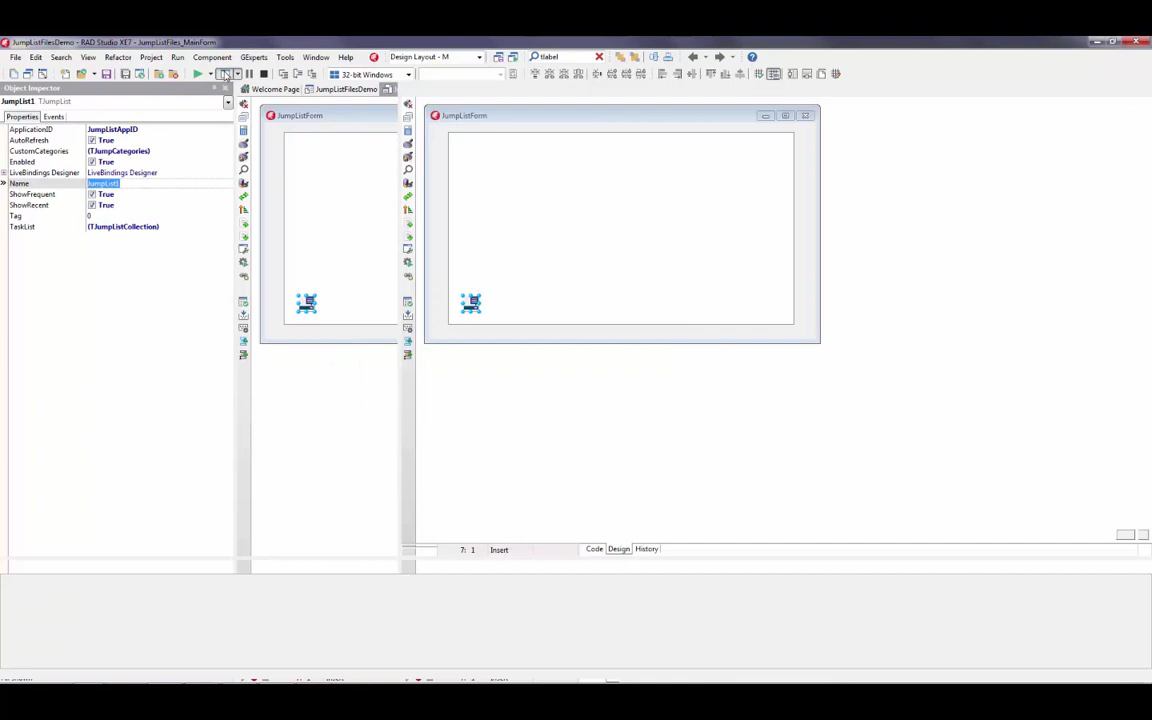 JumpListFilesDemo - RAD Studio XE7 - JumpListFiles_MainForm
File Edit Search View Refactor Project Run Component GExperts Tools Window Help Design Layout - M tlabel
32-bit Windows
Object Inspector
Welcome Page JumpListFilesDemo
JumpList1 TJumpList
Properties Events
JumpListForm
JumpListForm
ApplicationID JumpListAppID
AutoRefresh True
CustomCategories (TJumpCategories)
Enabled True
LiveBindings Designer LiveBindings Designer
Name JumpList1
ShowFrequent True
ShowRecent True
Tag 0
TaskList (TJumpListCollection)
7: 1 Insert Code Design History